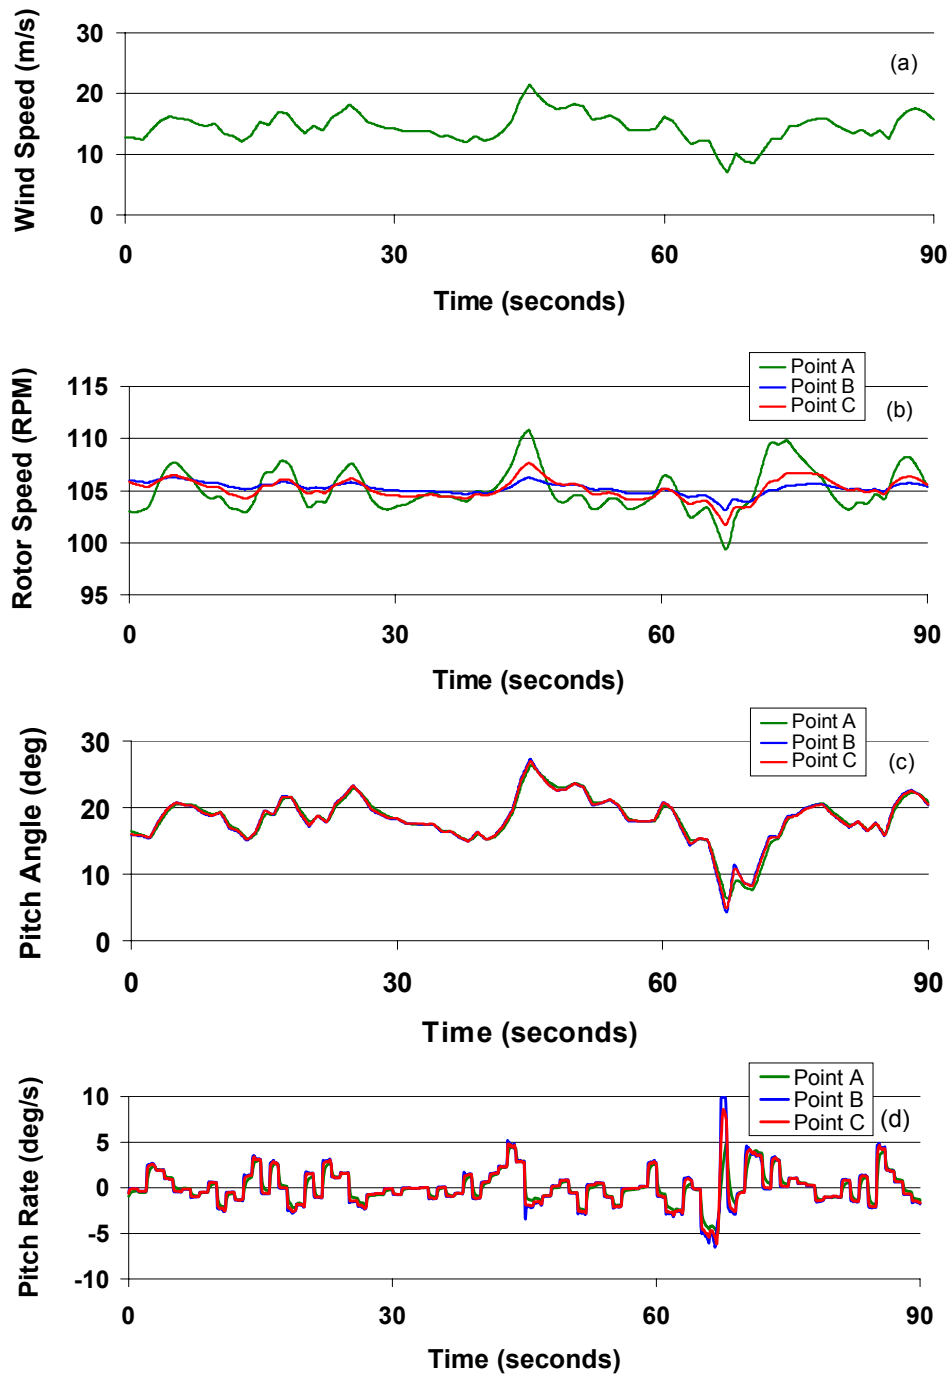 30
(a)
20
10
0
0 30 60 90
Wind Speed (m/s)
Time (seconds)
Point A
Point B
Point C
(b)
115
110
105
100
95
0 30 60 90
Rotor Speed (RPM)
Time (seconds)
Point A
Point B
Point C
(c)
30
20
10
0
0 30 60 90
Pitch Angle (deg)
Time (seconds)
Point A
Point B
Point C
(d)
10
5
0
-5
-10
0 30 60 90
Pitch Rate (deg/s)
Time (seconds)